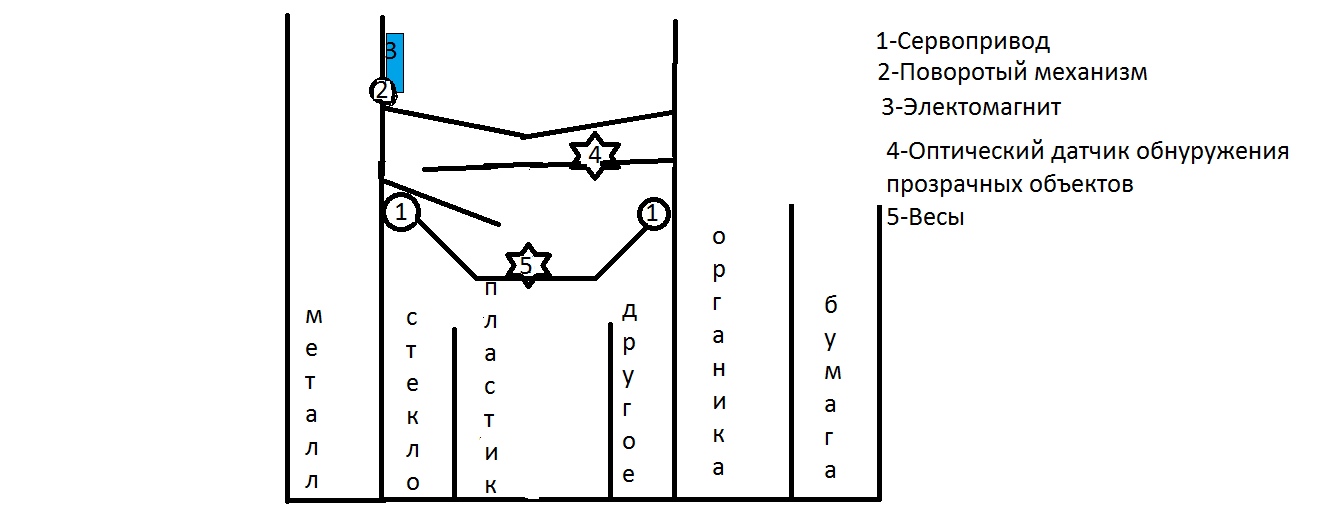 3
2
4
1
1
5
1-Сервопривод
2-Поворотый механизм
3-Электомагнит
4-Оптический датчик обнуружения
прозрачных объектов
5-Весы
металл
стекло
пластик
другое
органика
бумага